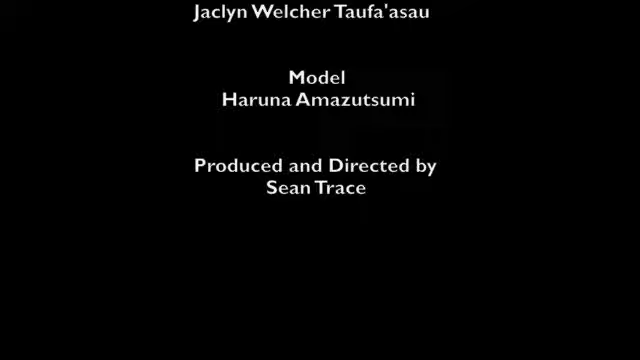 Jaclyn Welcher Taufa'asau
Model
Haruna Amazutsumi
Produced and Directed by
Sean Trace